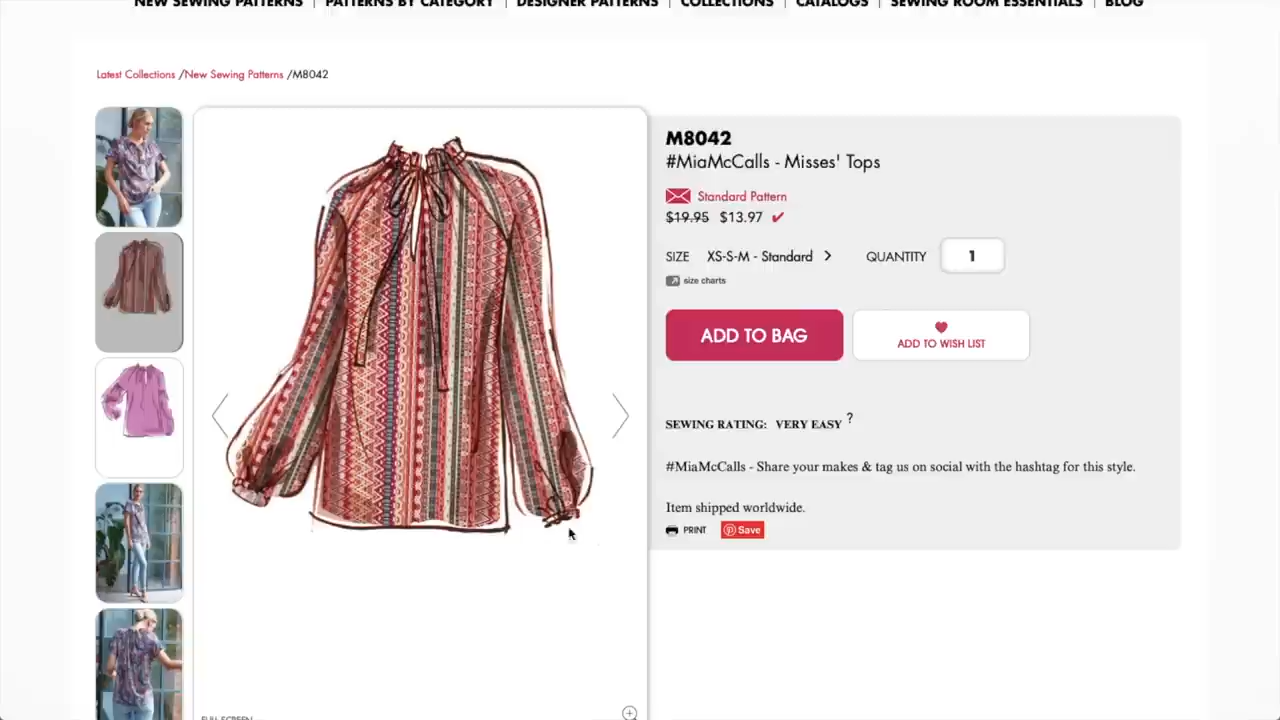 NEW SEWING PATTERNS | PATTERNS BY CATEGORY | DESIGNER PATTERNS | COLLECTIONS | CATALOGS | SEWING ROOM ESSENTIALS | BLOG
Latest Collections /New Sewing Patterns /M8042
M8042
#MiaMcCalls - Misses' Tops
Standard Pattern
$19.95 $13.97
SIZE XS-S-M - Standard > QUANTITY 1
size charts
ADD TO BAG
ADD TO WISH LIST
SEWING RATING: VERY EASY ?
#MiaMcCalls - Share your makes & tag us on social with the hashtag for this style.
Item shipped worldwide.
PRINT Save
FULL SCREEN